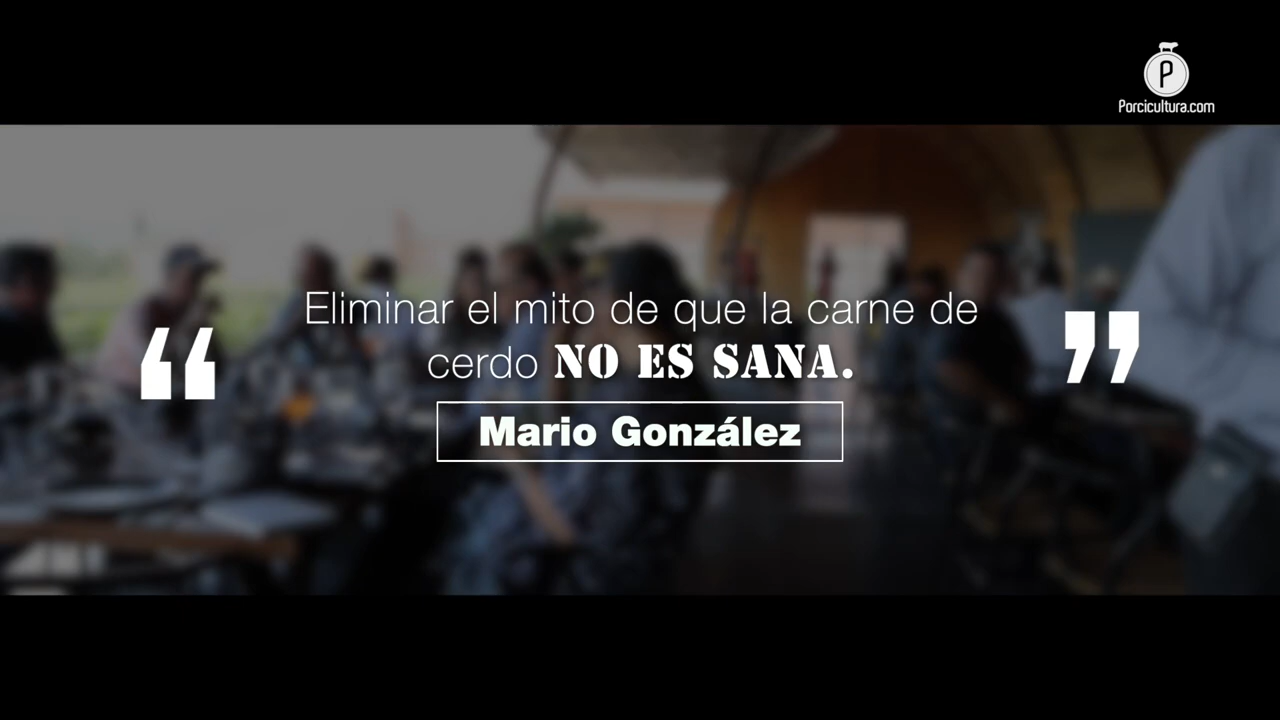 P
Porcicultura.com
“ Eliminar el mito de que la carne de ”
cerdo NO ES SANA.
Mario González